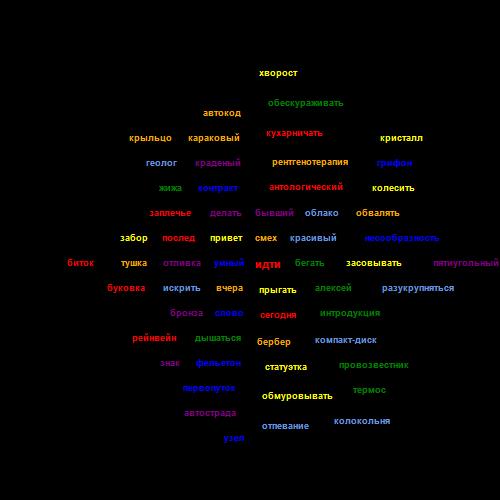 хворост
обескураживать
автокод
кухарничать
крыльцо караковый кристалл
геолог краденый рентгенотерапия грифон
жижа контракт антологический колесить
заплечье делать бывший облако обвалять
забор послед привет смех красивый несообразность
биток тушка отливка умный идти бегать засовывать пятиугольный
буковка искрить вчера прыгать алексей разукрупняться
бронза слово сегодня интродукция
рейнвейн дышаться бербер компакт-диск
знак фельетон статуэтка провозвестник
первопуток обмуровывать термос
автострада отпевание колокольня
узел